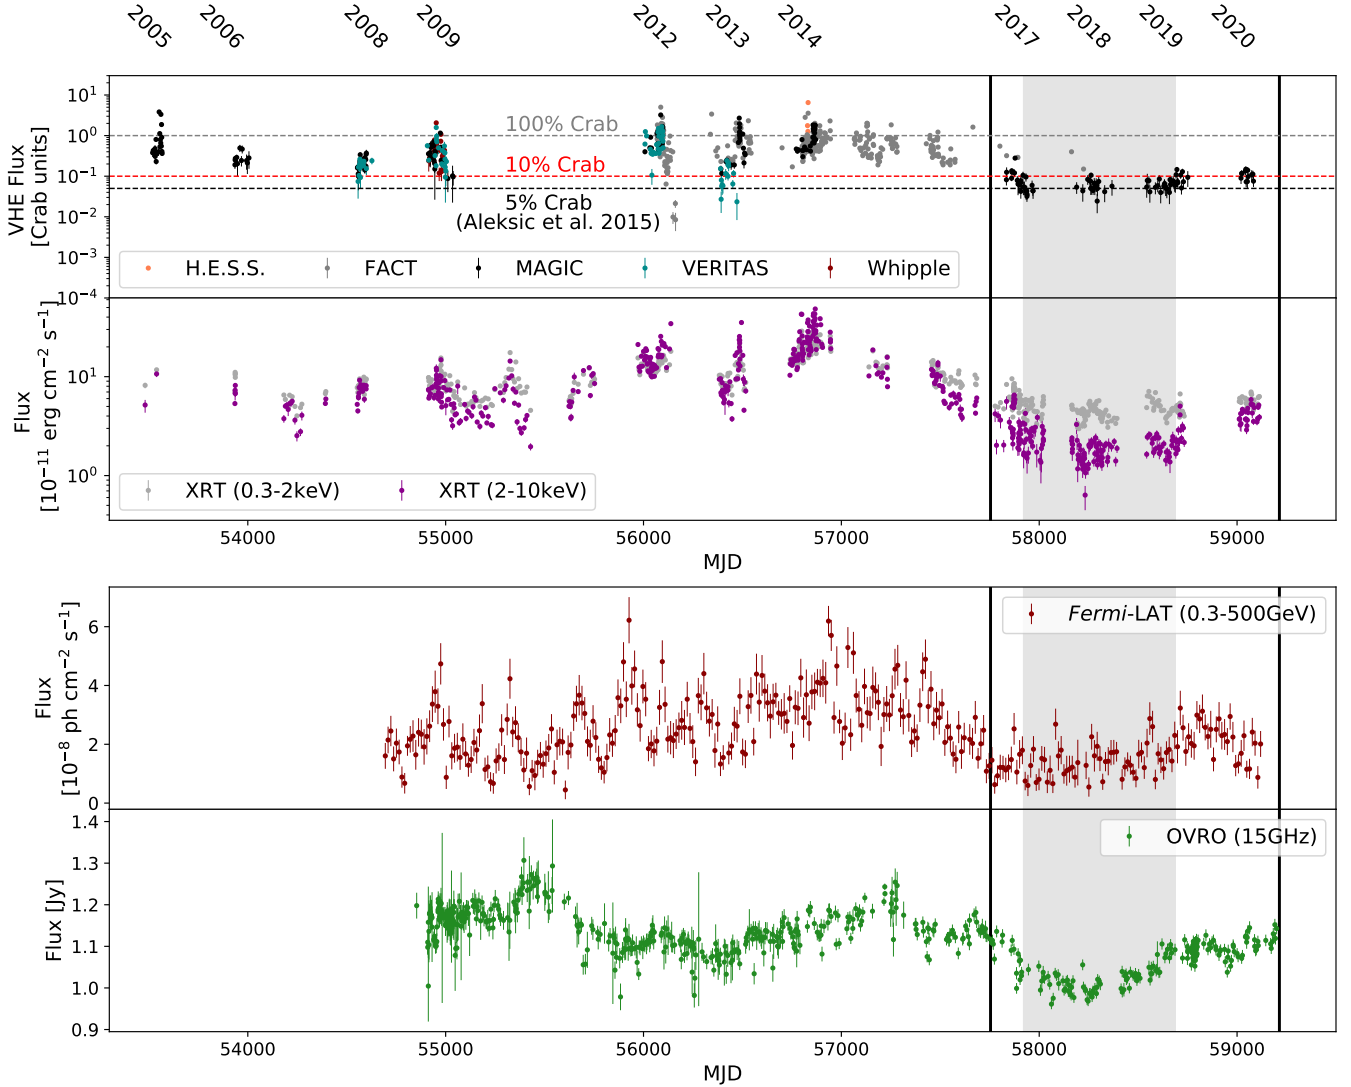 2005 2006 2008 2009 2012 2013 2014 2017 2018 2019 2020
VHE Flux
[Crab units]
10¹
10⁰
10⁻¹
10⁻²
10⁻³
10⁻⁴
100% Crab
10% Crab
5% Crab
(Aleksic et al. 2015)
H.E.S.S. FACT MAGIC VERITAS Whipple
Flux
[10⁻¹¹ erg cm⁻² s⁻¹]
10¹
10⁰
XRT (0.3-2keV) XRT (2-10keV)
54000 55000 56000 57000 58000 59000
MJD
Flux
[10⁻⁸ ph cm⁻² s⁻¹]
6
4
2
0
Fermi-LAT (0.3-500GeV)
Flux [Jy]
1.4
1.3
1.2
1.1
1.0
0.9
OVRO (15GHz)
54000 55000 56000 57000 58000 59000
MJD